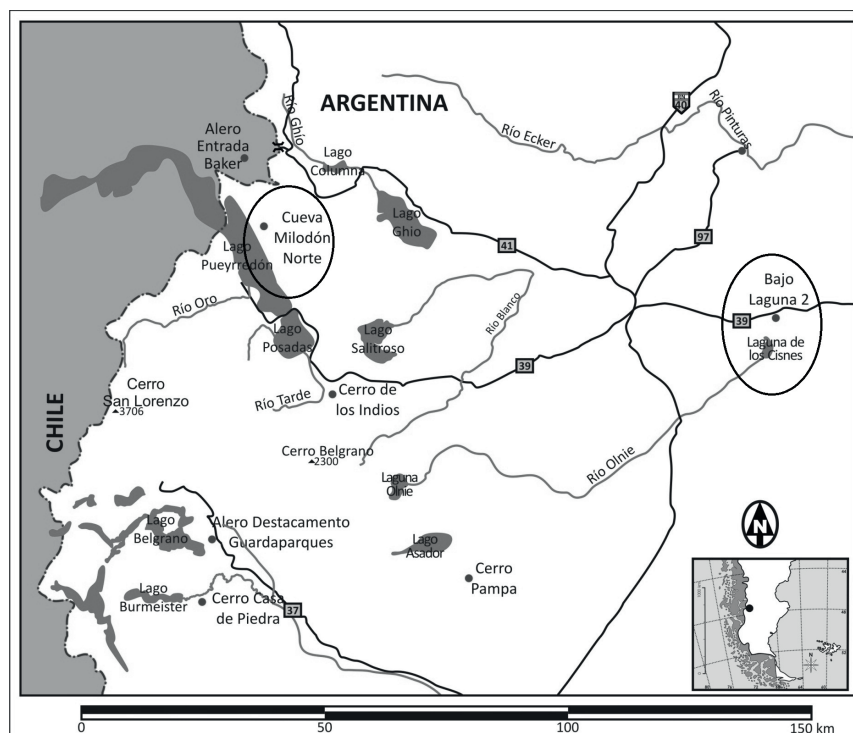 ARGENTINA
Río Ghio
Río Ecker
RN
40
Río Pinturas
Alero
Entrada
Baker
Lago
Columna
Cueva
Milodón
Norte
Lago
Ghio
97
Lago
Pueyrredón
41
Bajo
Laguna 2
Río Oro
Río Blanco
39
Lago
Posadas
Lago
Salitroso
Laguna de
los Cisnes
39
Cerro
San Lorenzo
3706
Río Tarde
Cerro de
los Indios
CHILE
Cerro Belgrano
2300
Laguna
Olnie
Río Olnie
Lago
Belgrano
Alero Destacamento
Guardaparques
Lago
Asador
N
Cerro
Pampa
Lago
Burmeister
Cerro Casa
de Piedra
37
N
0
50
100
150 km